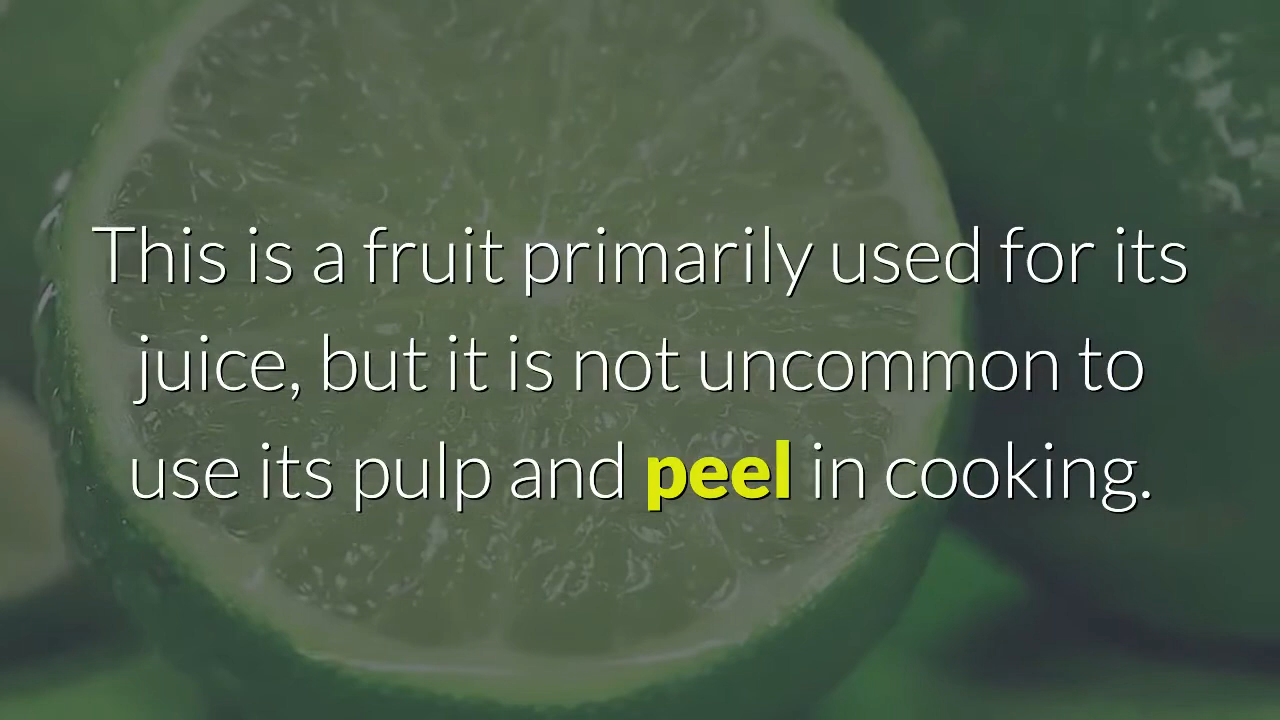 This is a fruit primarily used for its
juice, but it is not uncommon to
use its pulp and peel in cooking.